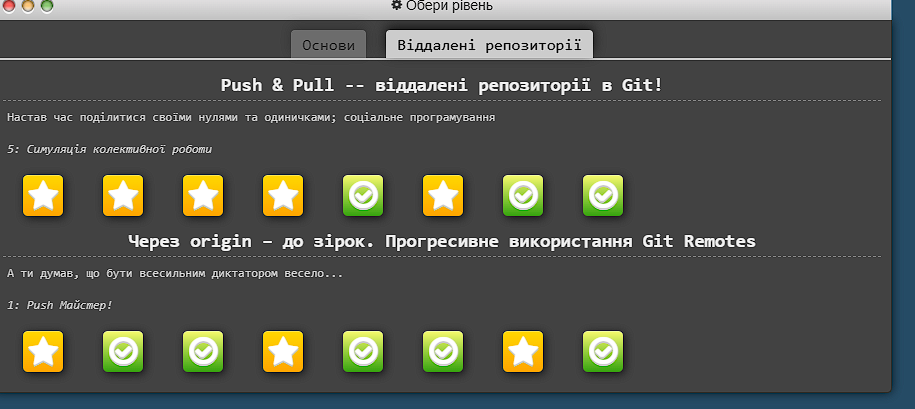 Обери рівень
Основи
Віддалені репозиторії
Push & Pull -- віддалені репозиторії в Git!
Настав час поділитися своїми нулями та одиничками; соціальне програмування
5: Симуляція колективної роботи
Через origin – до зірок. Прогресивне використання Git Remotes
А ти думав, що бути всесильним диктатором весело...
1: Push Майстер!